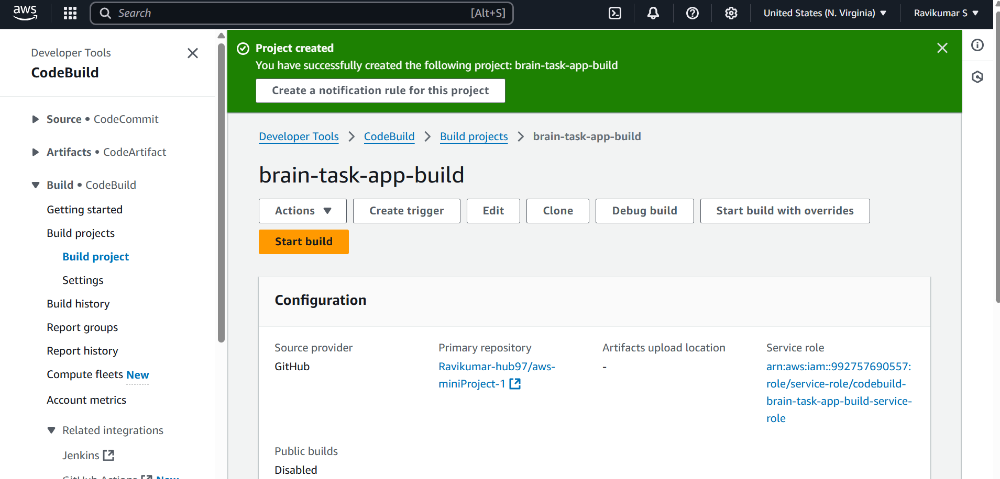 aws
Search [Alt+S]
United States (N. Virginia)
Ravikumar S
Developer Tools
CodeBuild
Source • CodeCommit
Artifacts • CodeArtifact
Build • CodeBuild
Getting started
Build projects
Build project
Settings
Build history
Report groups
Report history
Compute fleets New
Account metrics
Related integrations
Jenkins
GitHub Actions New
Project created
You have successfully created the following project: brain-task-app-build
Create a notification rule for this project
Developer Tools
CodeBuild
Build projects
brain-task-app-build
brain-task-app-build
Actions
Create trigger
Edit
Clone
Debug build
Start build with overrides
Start build
Configuration
Source provider
GitHub
Primary repository
Ravikumar-hub97/aws-
miniProject-1
Artifacts upload location
-
Service role
arn:aws:iam::992757690557:
role/service-role/codebuild-
brain-task-app-build-service-
role
Public builds
Disabled